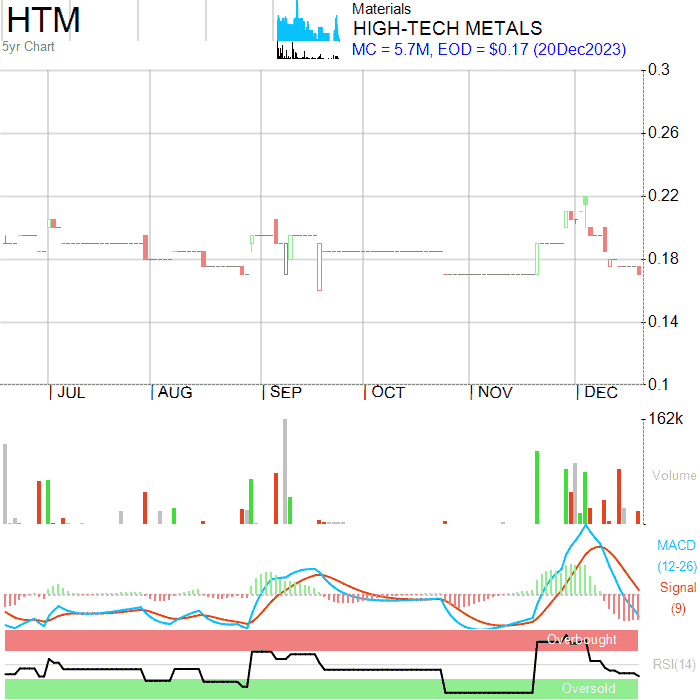 HTM
5yr Chart
Materials
HIGH-TECH METALS
MC = 5.7M, EOD = $0.17 (20Dec2023)
0.3
0.26
0.22
0.18
0.14
0.1
JUL AUG SEP OCT NOV DEC
162k
Volume
MACD
(12-26)
Signal
(9)
Overbought
RSI(14)
Oversold